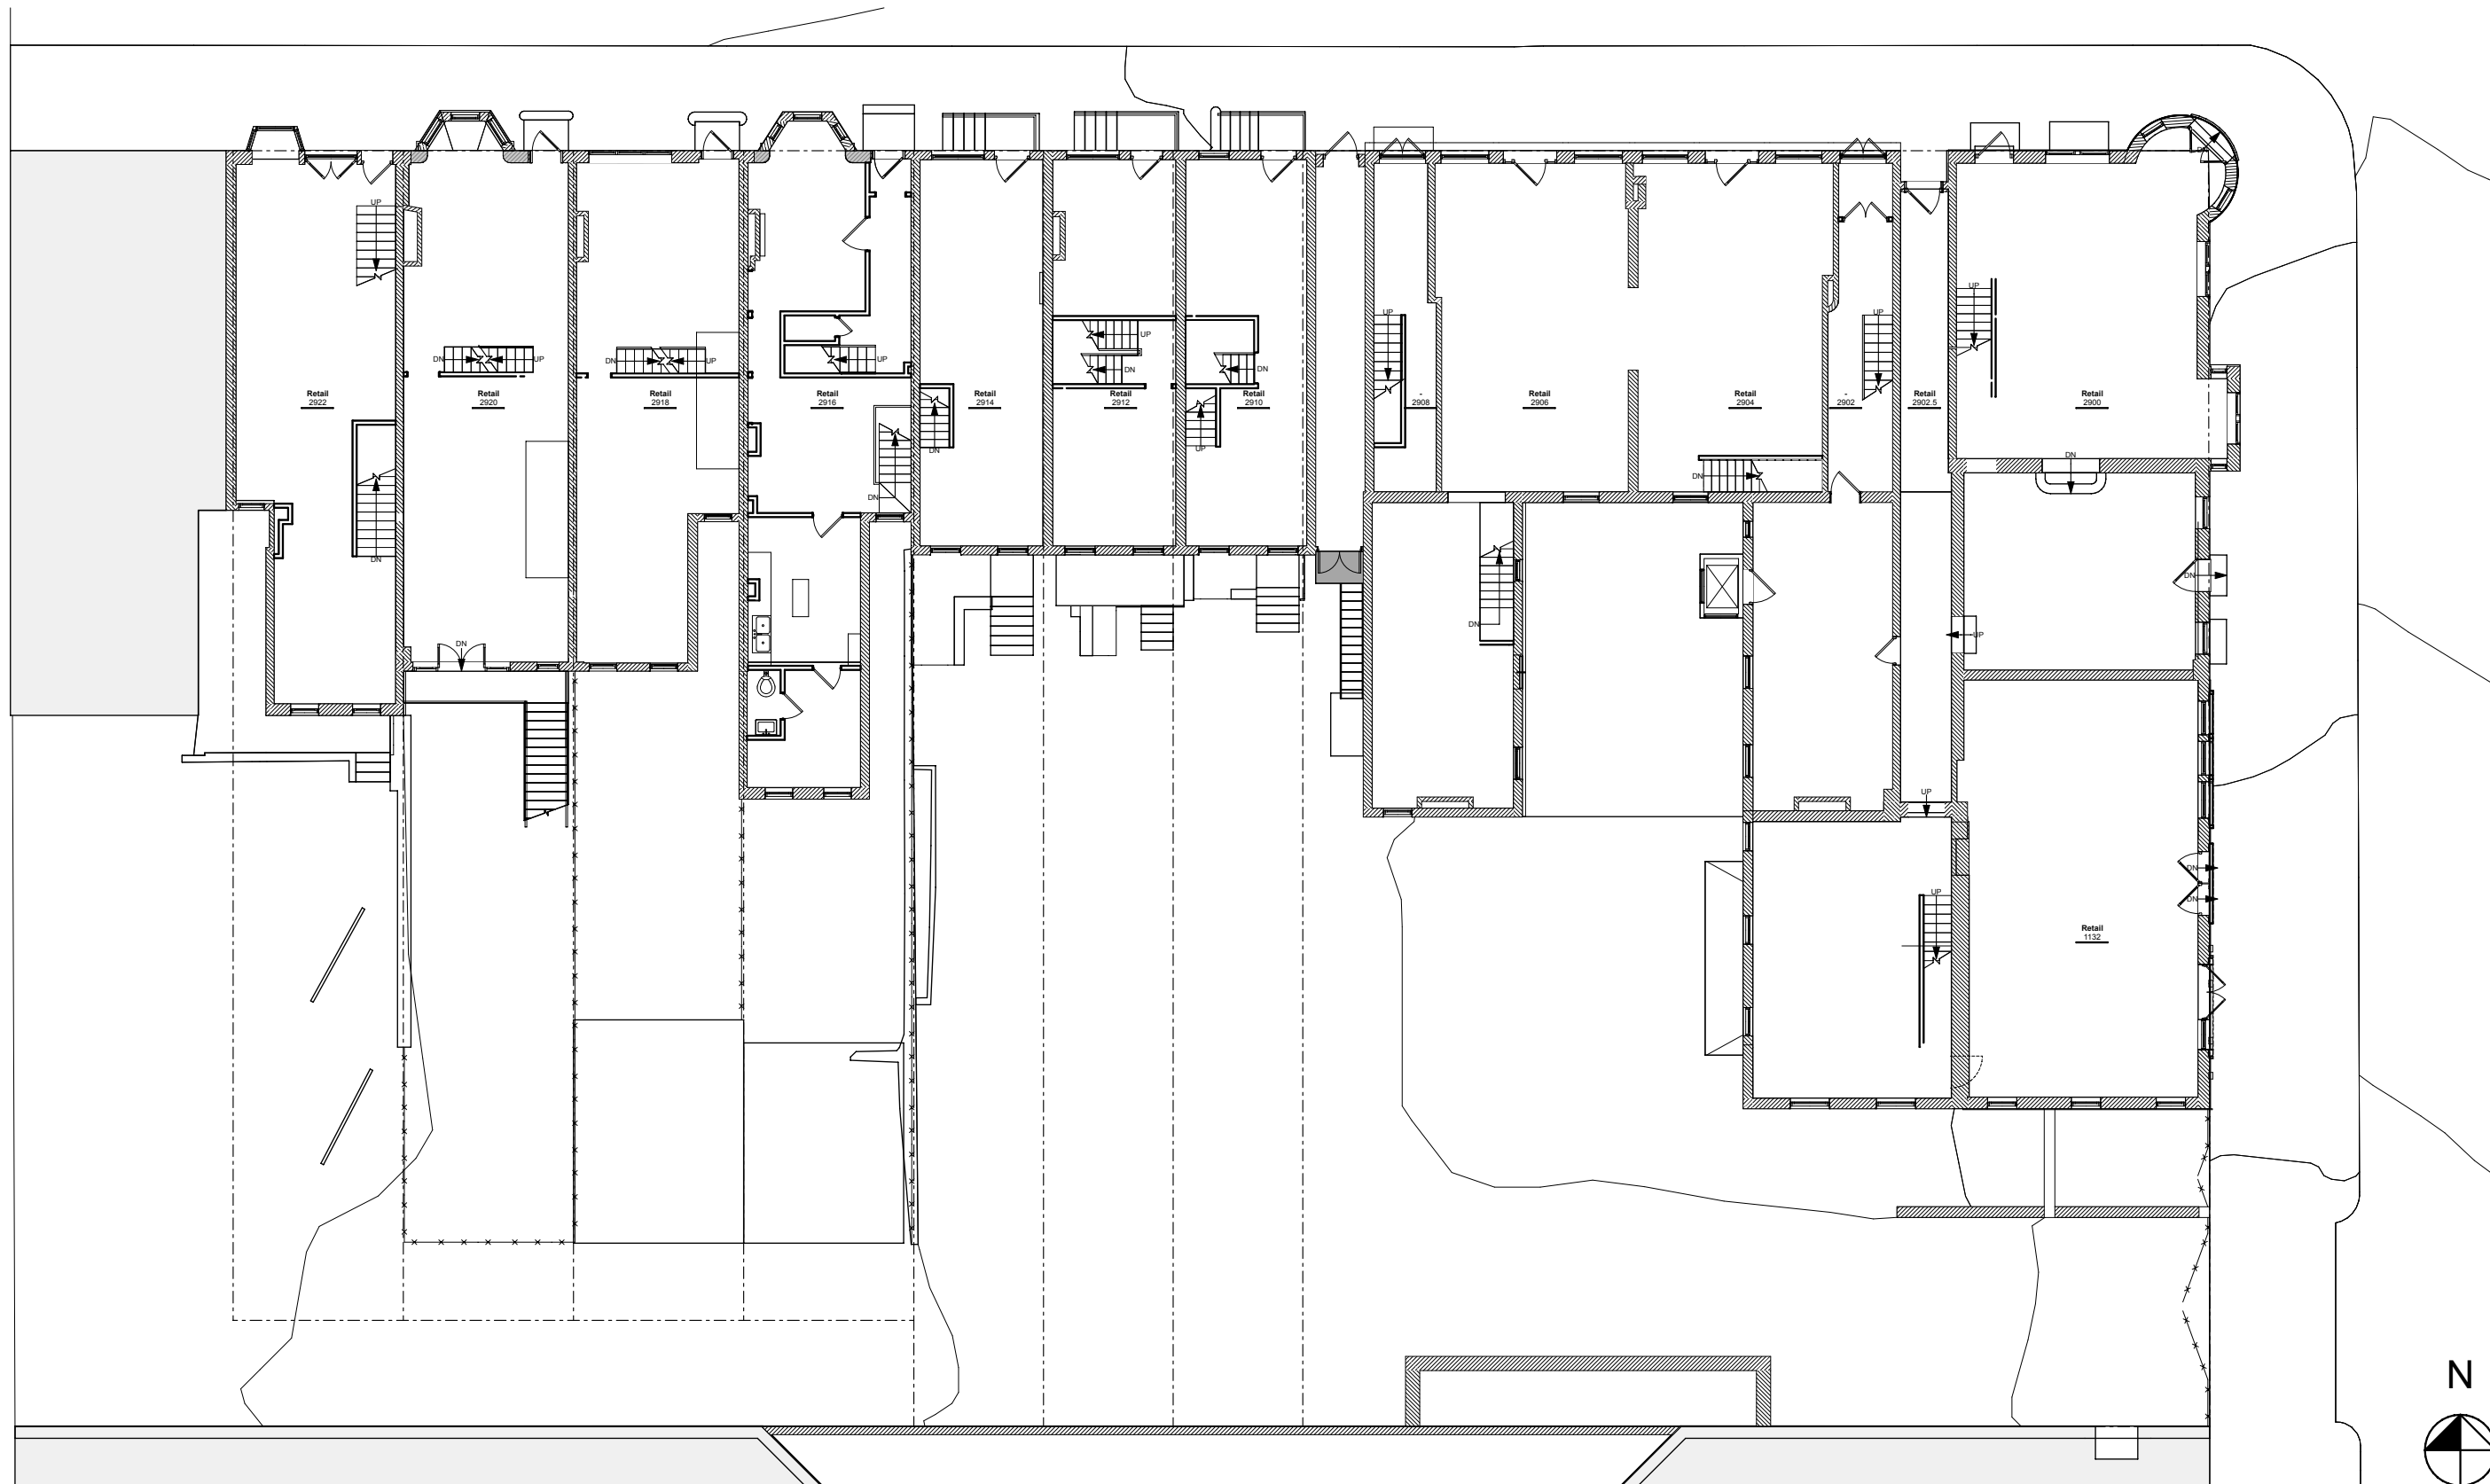 UP
UP
DN
UP
DN
UP
UP
UP
DN
DN
UP
UP
UP
Retail
2922
Retail
2920
Retail
2918
Retail
2916
Retail
2914
Retail
2912
Retail
2910
-
2908
Retail
2906
Retail
2904
-
2902
Retail
2902.5
Retail
2900
DN
UP
DN
DN
DN
DN
DN
DN
DN
UP
DN
UP
DN
UP
DN
Retail
1132
N